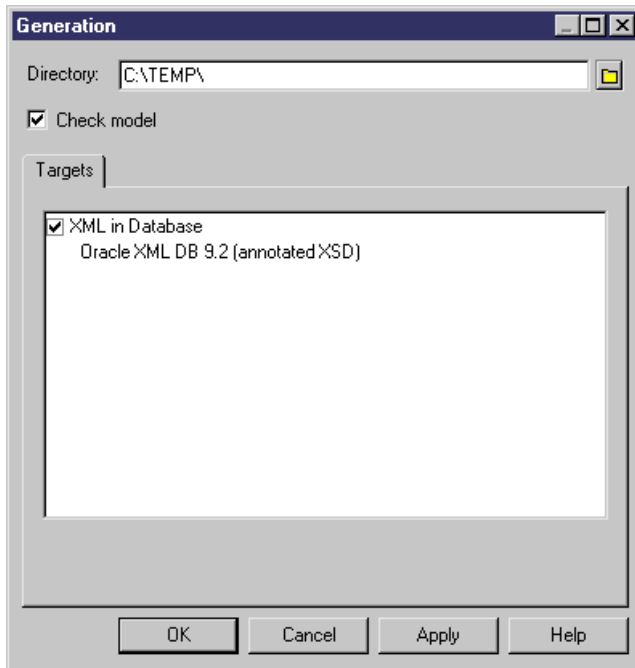 Generation
Directory: C:\TEMP\
Check model
Targets
XML in Database
Oracle XML DB 9.2 (annotated XSD)
OK Cancel Apply Help